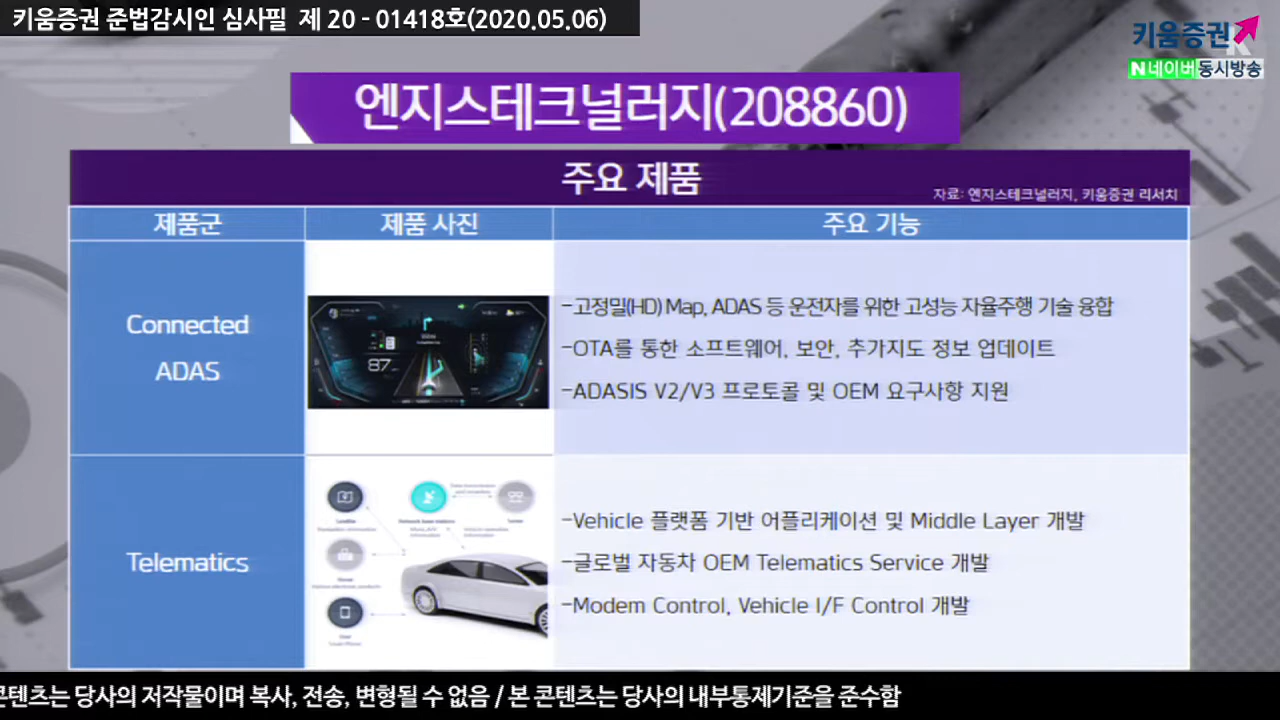 키움증권 준법감시인 심사필 제 20 - 01418호(2020.05.06)
키움증권
N 네이버 동시방송
엔지스테크널러지(208860)
주요 제품
자료: 엔지스테크널러지, 키움증권 리서치
제품군 제품 사진 주요 기능
Connected
ADAS
87
-고정밀(HD) Map, ADAS 등 운전자를 위한 고성능 자율주행 기술 융합
-OTA를 통한 소프트웨어, 보안, 추가지도 정보 업데이트
-ADASIS V2/V3 프로토콜 및 OEM 요구사항 지원
Telematics
-Vehicle 플랫폼 기반 어플리케이션 및 Middle Layer 개발
-글로벌 자동차 OEM Telematics Service 개발
-Modem Control, Vehicle I/F Control 개발
콘텐츠는 당사의 저작물이며 복사, 전송, 변형될 수 없음 / 본 콘텐츠는 당사의 내부통제기준을 준수함